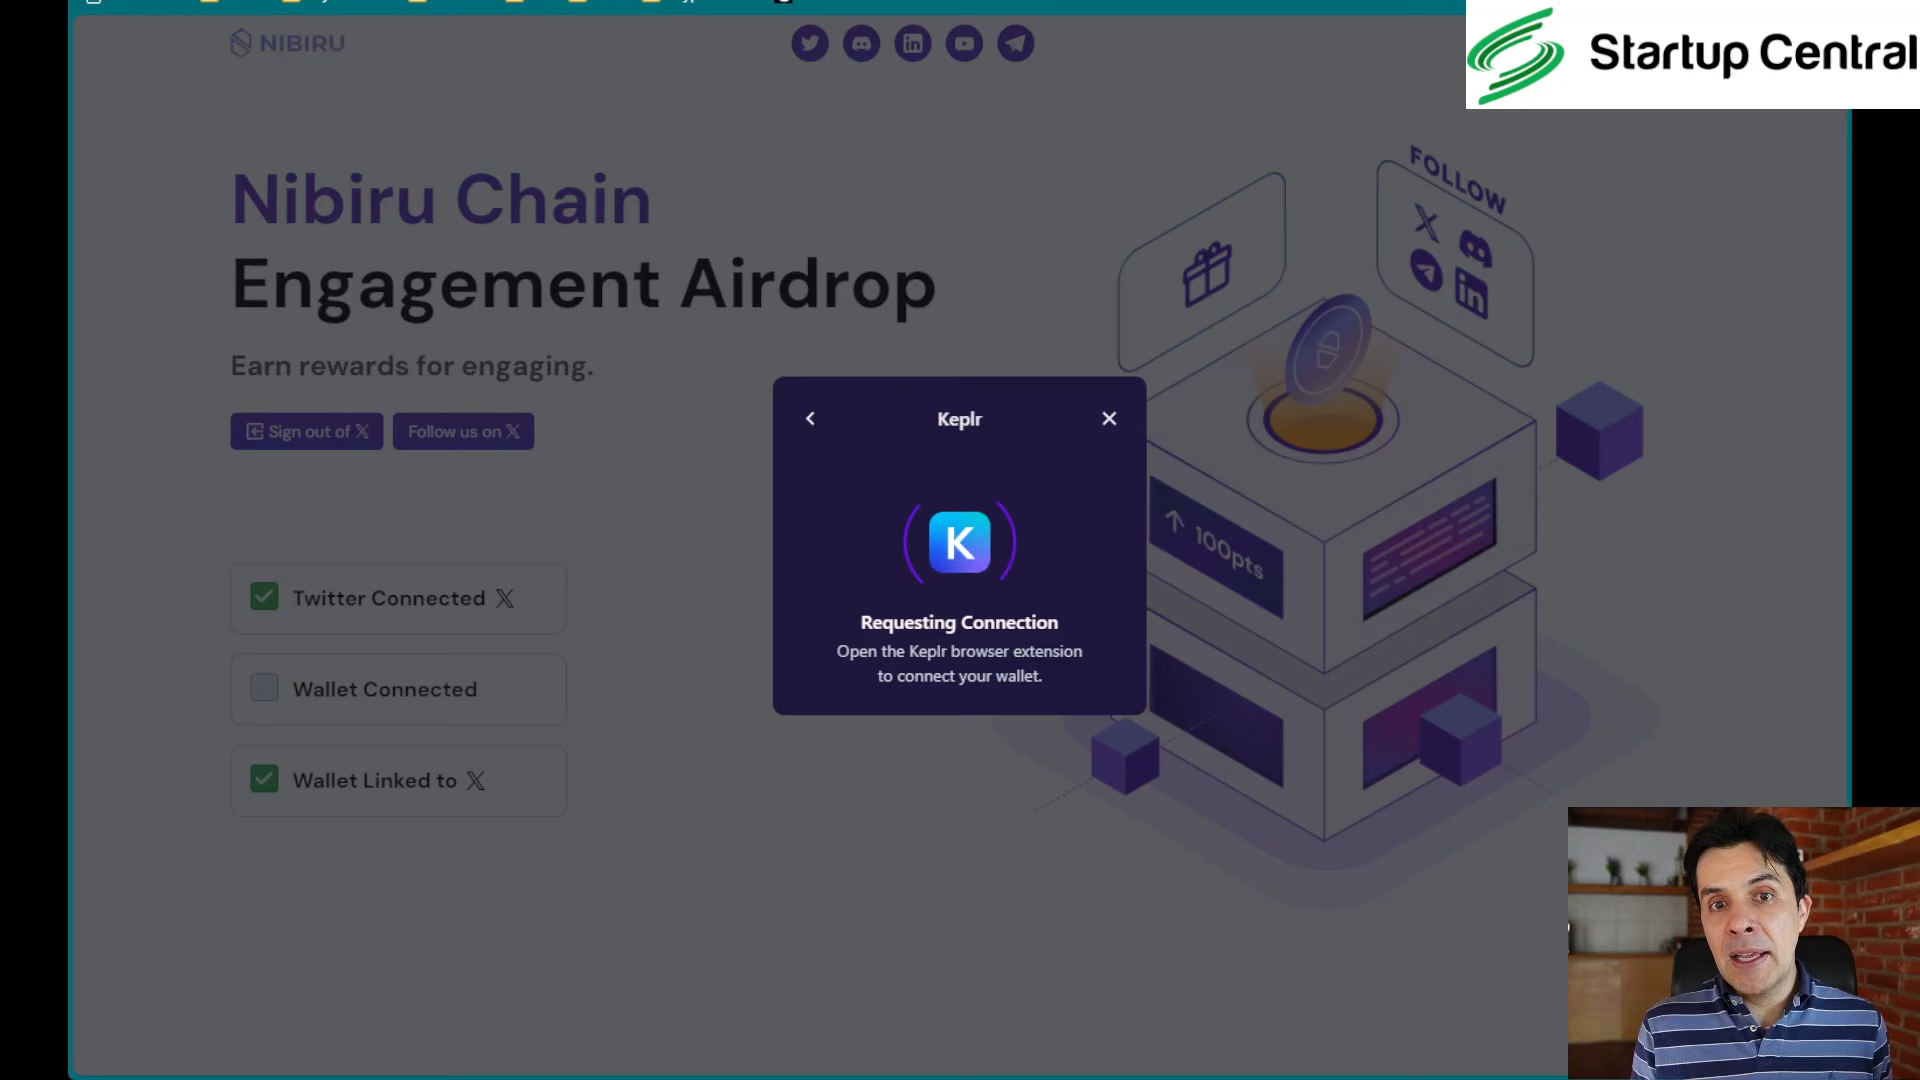 NIBIRU
Startup Central
Nibiru Chain
Engagement Airdrop
Earn rewards for engaging.
Sign out of X
Follow us on X
Twitter Connected X
Wallet Connected
Wallet Linked to X
Keplr
K
Requesting Connection
Open the Keplr browser extension
to connect your wallet.
FOLLOW
X
in
↑ 100pts